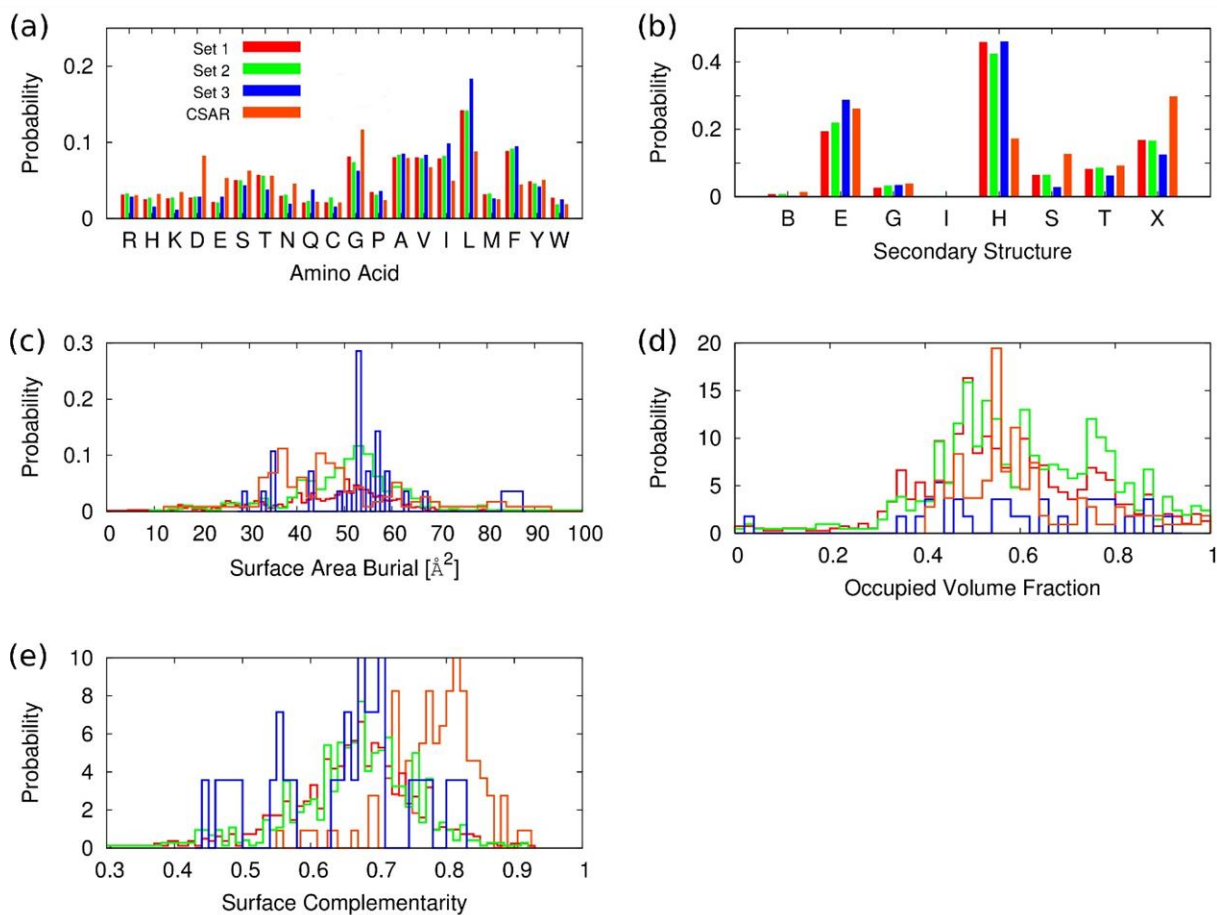 (a)
Probability
0.2
0.1
0
Set 1
Set 2
Set 3
CSAR
R H K D E S T N Q C G P A V I L M F Y W
Amino Acid
(b)
Probability
0.4
0.2
0
B E G I H S T X
Secondary Structure
(c)
Probability
0.3
0.2
0.1
0
0 10 20 30 40 50 60 70 80 90 100
Surface Area Burial [Å²]
(d)
Probability
20
15
10
5
0
0 0.2 0.4 0.6 0.8 1
Occupied Volume Fraction
(e)
Probability
10
8
6
4
2
0
0.3 0.4 0.5 0.6 0.7 0.8 0.9 1
Surface Complementarity